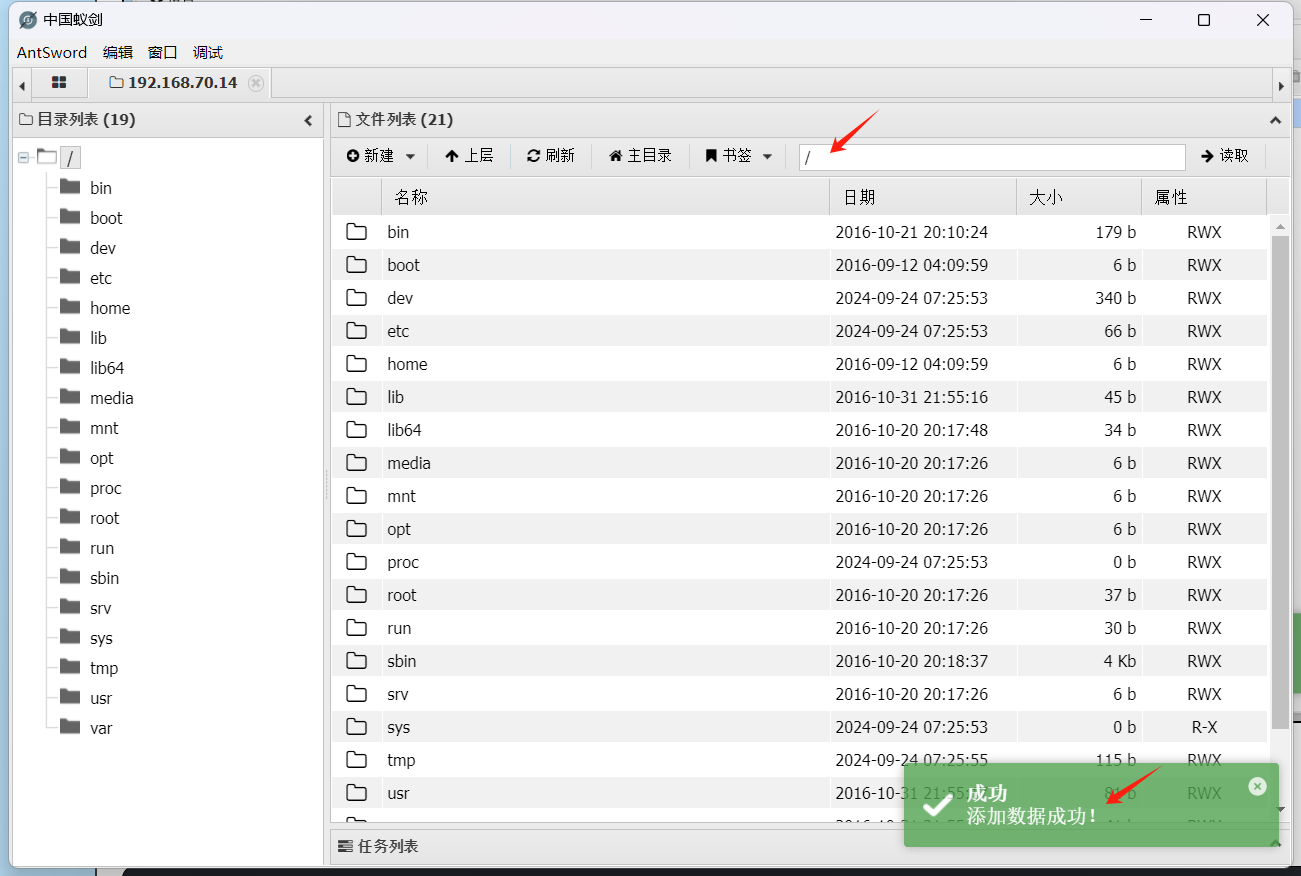 中国蚁剑
AntSword 编辑 窗口 调试
192.168.70.14
目录列表 (19)
/
bin
boot
dev
etc
home
lib
lib64
media
mnt
opt
proc
root
run
sbin
srv
sys
tmp
usr
var
文件列表 (21)
新建 上层 刷新 主目录 书签 / 读取
名称 日期 大小 属性
bin 2016-10-21 20:10:24 179 b RWX
boot 2016-09-12 04:09:59 6 b RWX
dev 2024-09-24 07:25:53 340 b RWX
etc 2024-09-24 07:25:53 66 b RWX
home 2016-09-12 04:09:59 6 b RWX
lib 2016-10-31 21:55:16 45 b RWX
lib64 2016-10-20 20:17:48 34 b RWX
media 2016-10-20 20:17:26 6 b RWX
mnt 2016-10-20 20:17:26 6 b RWX
opt 2016-10-20 20:17:26 6 b RWX
proc 2024-09-24 07:25:53 0 b RWX
root 2016-10-20 20:17:26 37 b RWX
run 2016-10-20 20:17:26 30 b RWX
sbin 2016-10-20 20:18:37 4 Kb RWX
srv 2016-10-20 20:17:26 6 b RWX
sys 2024-09-24 07:25:53 0 b R-X
tmp 2024-09-24 07:25:55 115 b RWX
usr 2016-10-31 21:55: 81 b RWX
成功
添加数据成功！
任务列表